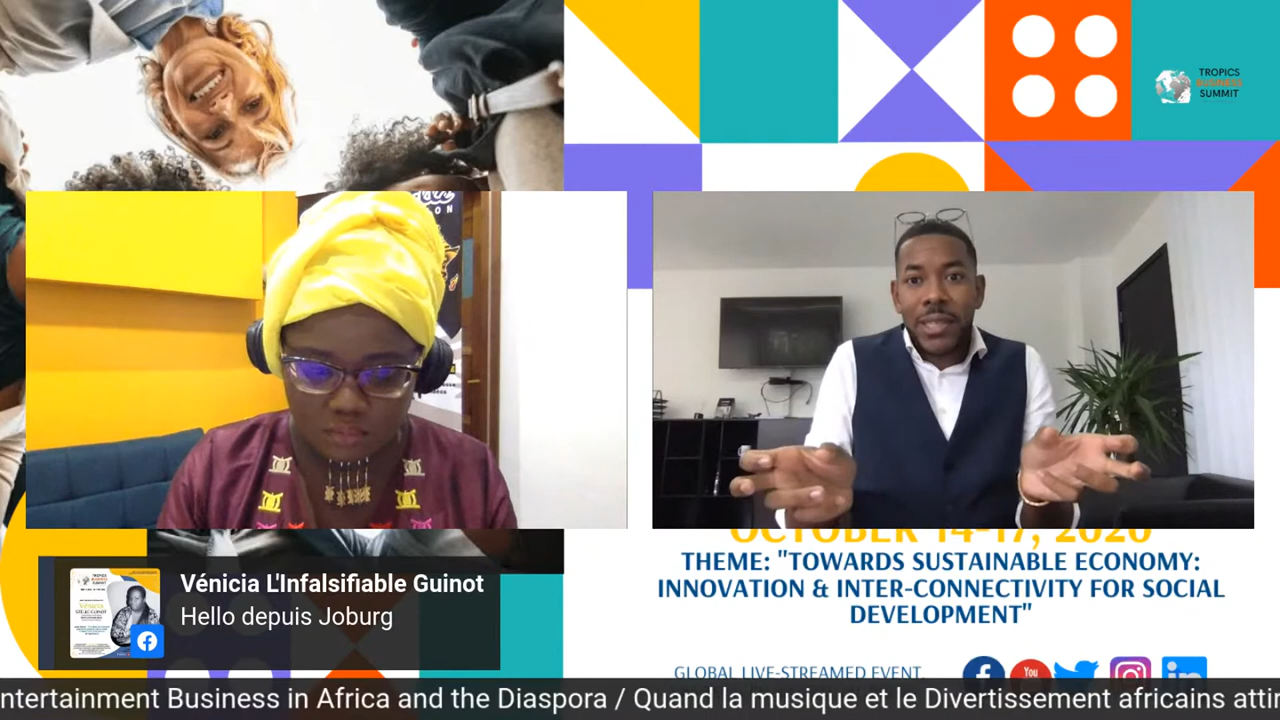 TROPICS
BUSINESS
SUMMIT
OCTOBER 14-17, 2020
THEME: "TOWARDS SUSTAINABLE ECONOMY:
INNOVATION & INTER-CONNECTIVITY FOR SOCIAL
DEVELOPMENT"
Vénicia L'Infalsifiable Guinot
Hello depuis Joburg
GLOBAL LIVE-STREAMED EVENT.
You
in
ntertainment Business in Africa and the Diaspora / Quand la musique et le Divertissement africains attir